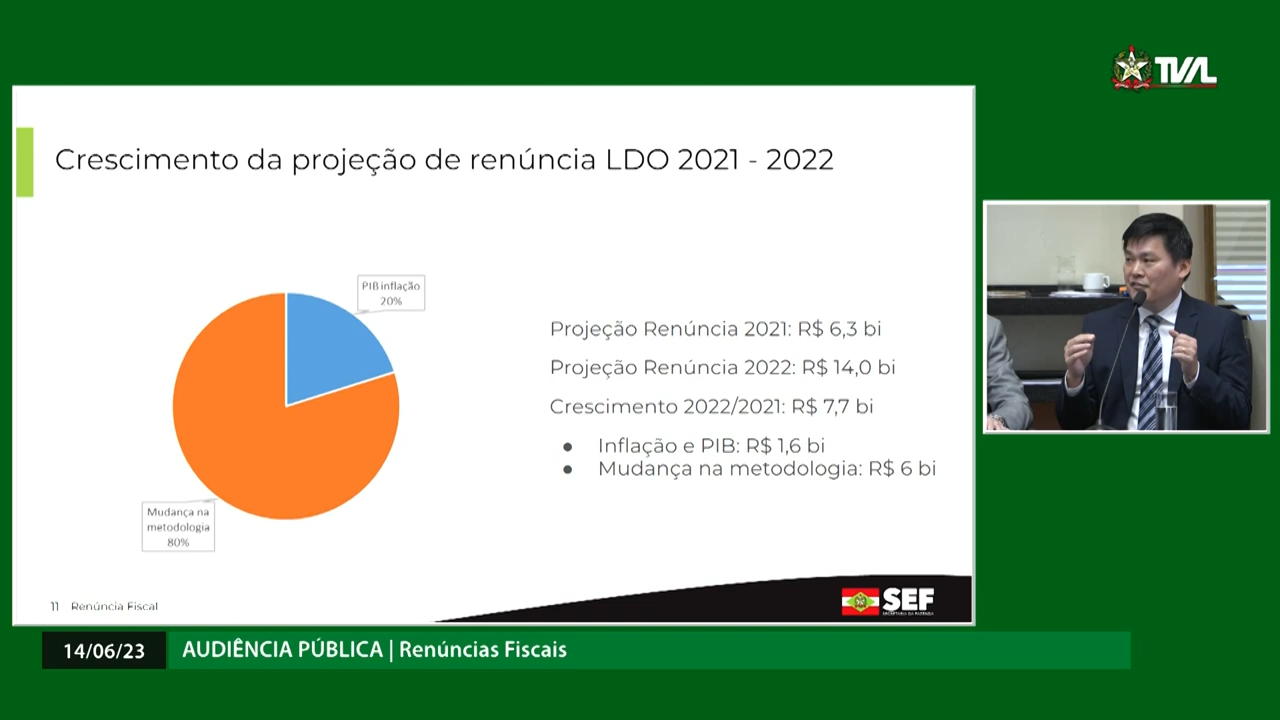 TVAL
Crescimento da projeção de renúncia LDO 2021 - 2022
PIB inflação
20%
Projeção Renúncia 2021: R$ 6,3 bi
Projeção Renúncia 2022: R$ 14,0 bi
Crescimento 2022/2021: R$ 7,7 bi
● Inflação e PIB: R$ 1,6 bi
● Mudança na metodologia: R$ 6 bi
Mudança na
metodologia
80%
11 Renúncia Fiscal
SEF
SECRETARIA DA FAZENDA
14/06/23 AUDIÊNCIA PÚBLICA | Renúncias Fiscais